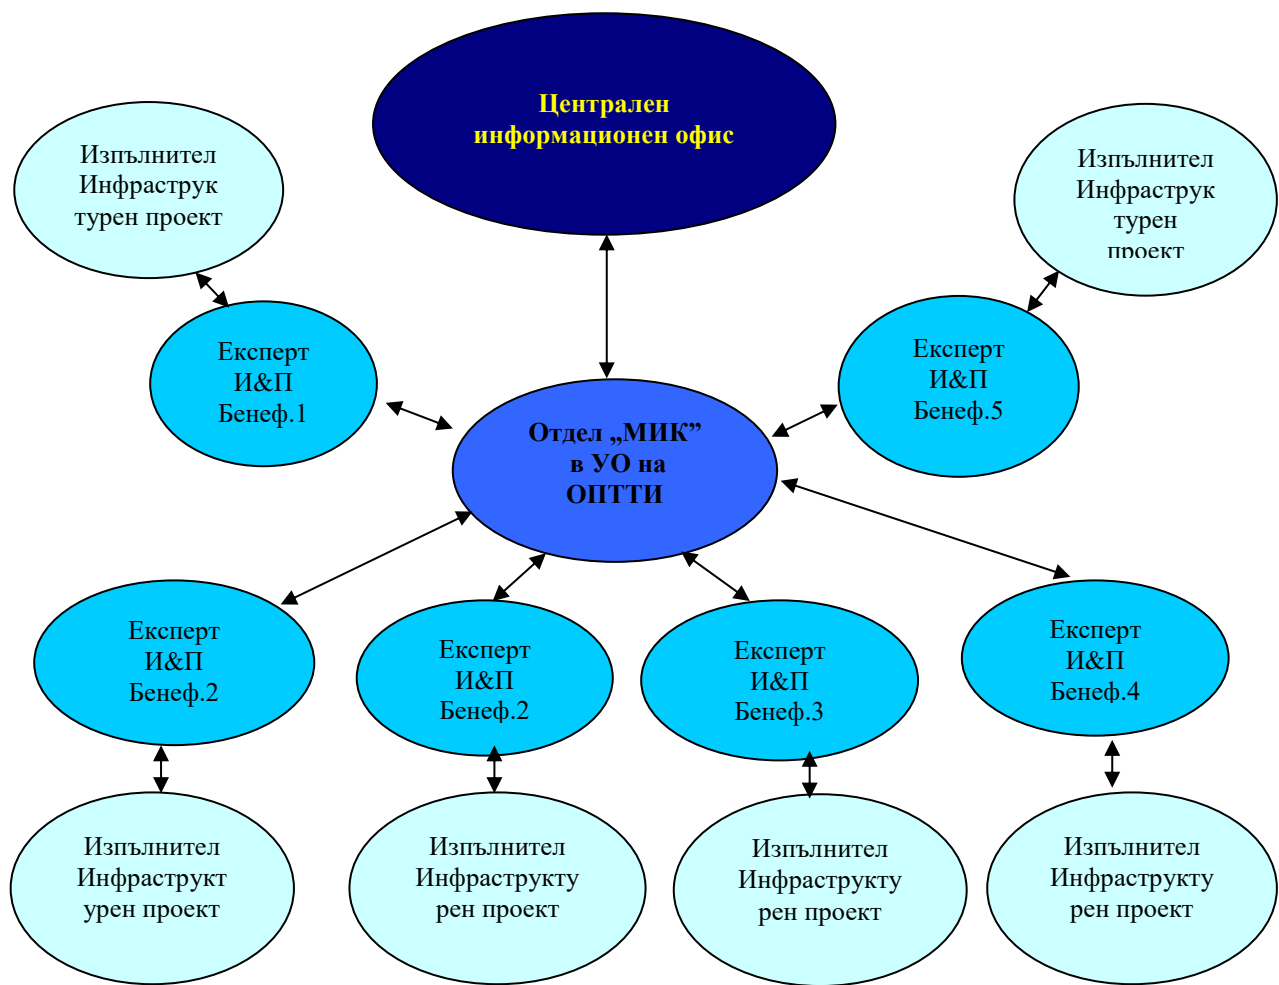 Централен
информационен офис
Изпълнител
Инфраструк
турен проект
Изпълнител
Инфраструк
турен
проект
Експерт
И&П
Бенеф.1
Експерт
И&П
Бенеф.5
Отдел „МИК”
в УО на
ОПТТИ
Експерт
И&П
Бенеф.2
Експерт
И&П
Бенеф.2
Експерт
И&П
Бенеф.3
Експерт
И&П
Бенеф.4
Изпълнител
Инфраструкт
урен проект
Изпълнител
Инфраструкту
рен проект
Изпълнител
Инфраструкту
рен проект
Изпълнител
Инфраструкту
рен проект